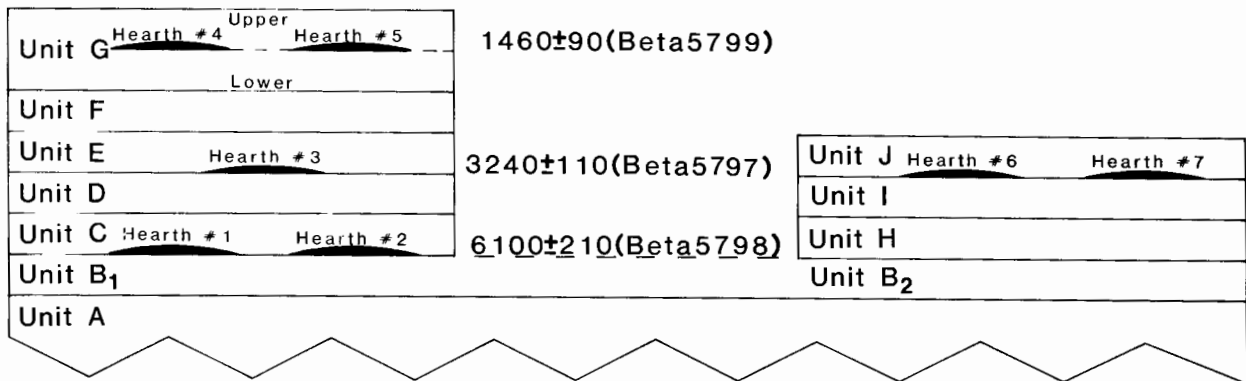 Upper
Unit G Hearth #4 Hearth #5 1460±90(Beta5799)
Lower
Unit F
Unit E Hearth #3 3240±110(Beta5797)
Unit D
Unit C Hearth #1 Hearth #2 6100±210(Beta5798)
Unit B1
Unit A
Unit J Hearth #6 Hearth #7
Unit I
Unit H
Unit B2